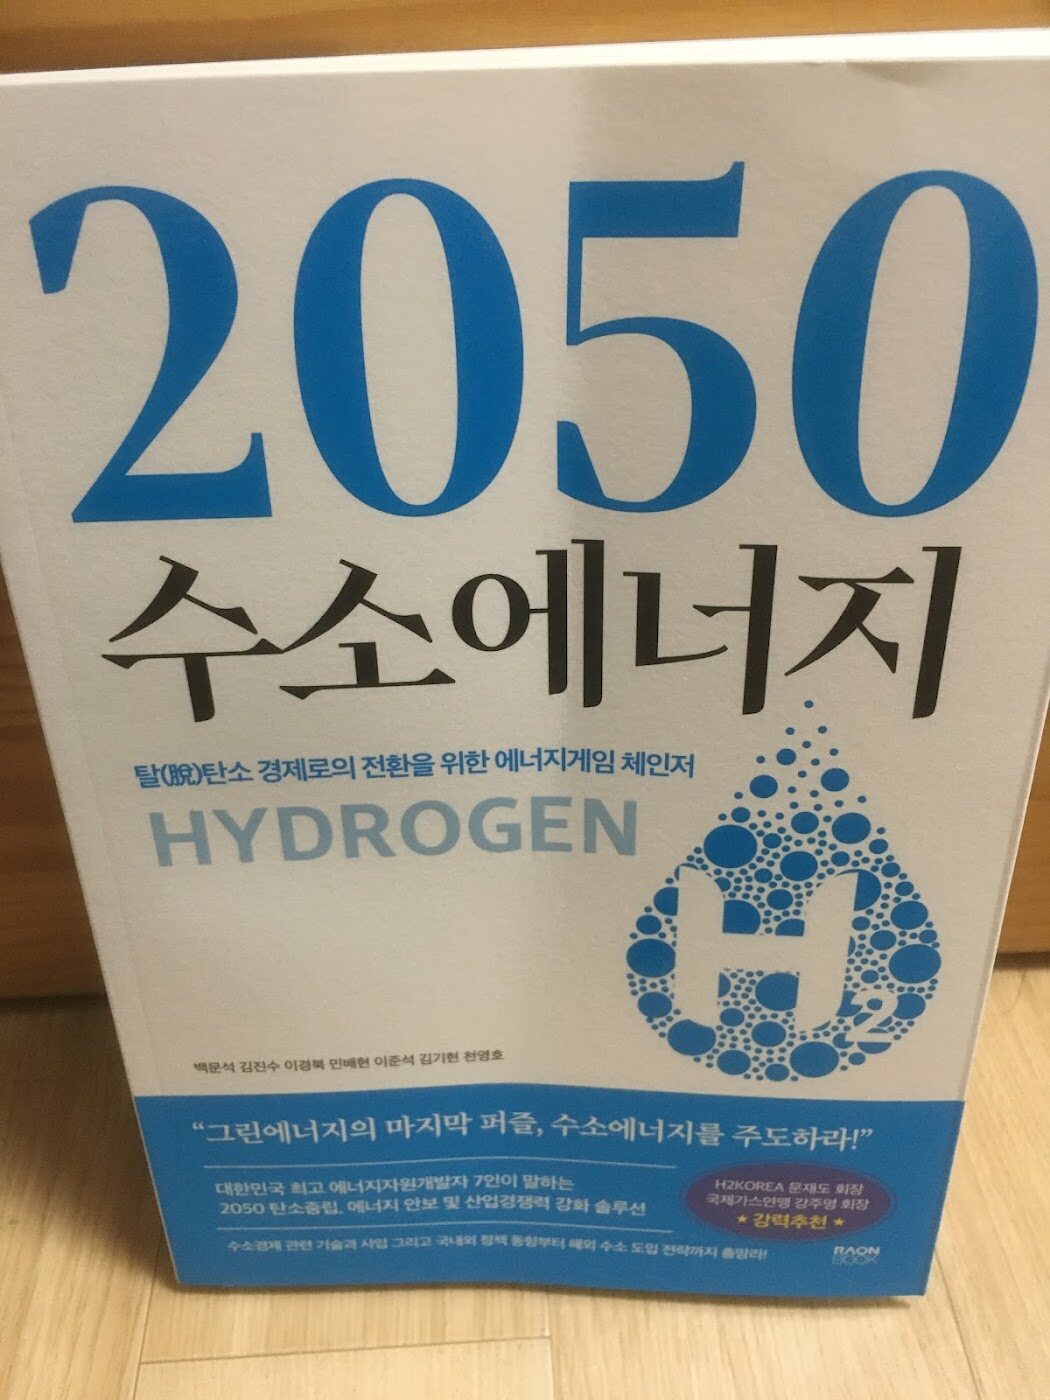 2050
수소에너지
탈(脫)탄소 경제로의 전환을 위한 에너지게임 체인저
HYDROGEN
H2
백문석 김진수 이경북 민배현 이준석 김기현 천영호
“그린에너지의 마지막 퍼즐, 수소에너지를 주도하라!”
대한민국 최고 에너지자원개발자 7인이 말하는
2050 탄소중립, 에너지 안보 및 산업경쟁력 강화 솔루션
수소경제 관련 기술과 사업 그리고 국내외 정책 동향부터 해외 수소 도입 전략까지 총망라!
H2KOREA 문재도 회장
국제가스연맹 강주명 회장
★ 강력추천 ★
RAON
BOOK